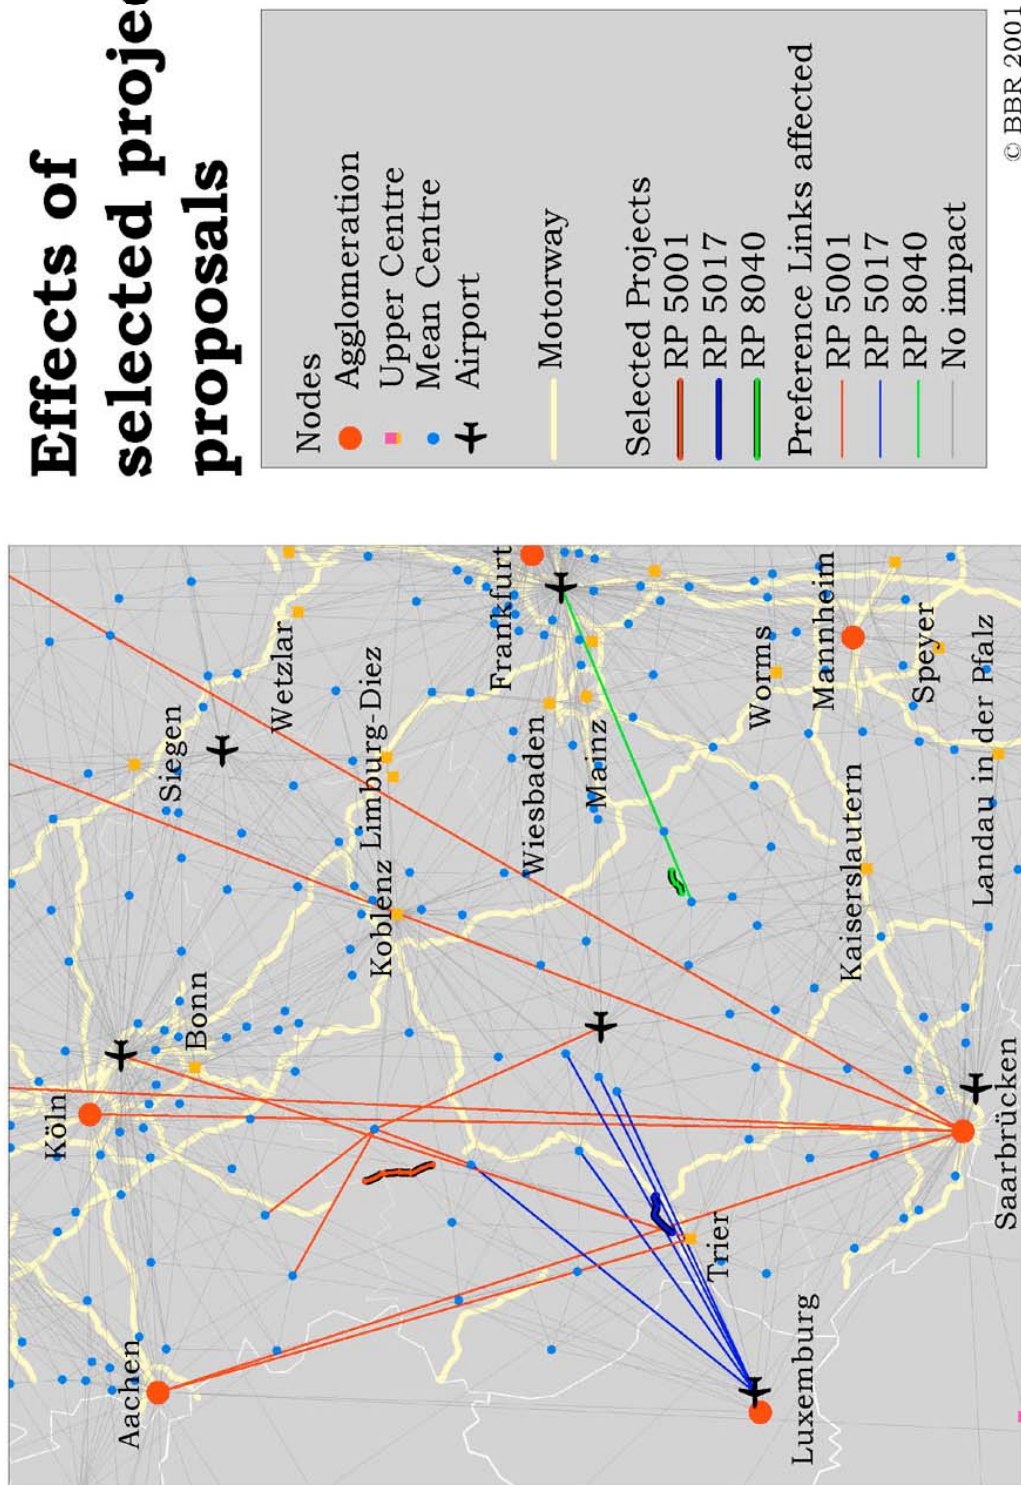 Effects of
selected projec
proposals
Nodes
Agglomeration
Upper Centre
Mean Centre
Airport
Motorway
Selected Projects
RP 5001
RP 5017
RP 8040
Preference Links affected
RP 5001
RP 5017
RP 8040
No impact
© BBR 2001
Köln
Siegen
Aachen
Bonn
Wetzlar
Limburg-Diez
Koblenz
Frankfurt
Wiesbaden
Mainz
Trier
Worms
Luxemburg
Mannheim
Kaiserslautern
Speyer
Landau in der Pfalz
Saarbrücken